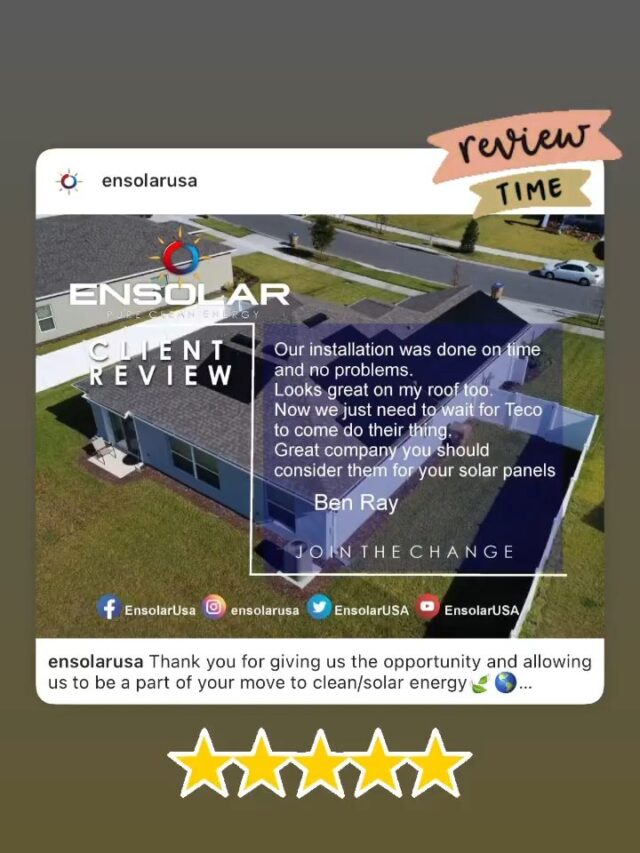 review
TIME
ensolarusa
ENSOLAR
PURE CLEAN ENERGY
CLIENT
REVIEW
Our installation was done on time
and no problems.
Looks great on my roof too.
Now we just need to wait for Teco
to come do their thing.
Great company you should
consider them for your solar panels
Ben Ray
JOIN THE CHANGE
EnsolarUsa ensolarusa EnsolarUSA EnsolarUSA
ensolarusa Thank you for giving us the opportunity and allowing
us to be a part of your move to clean/solar energy🍃 🌎...